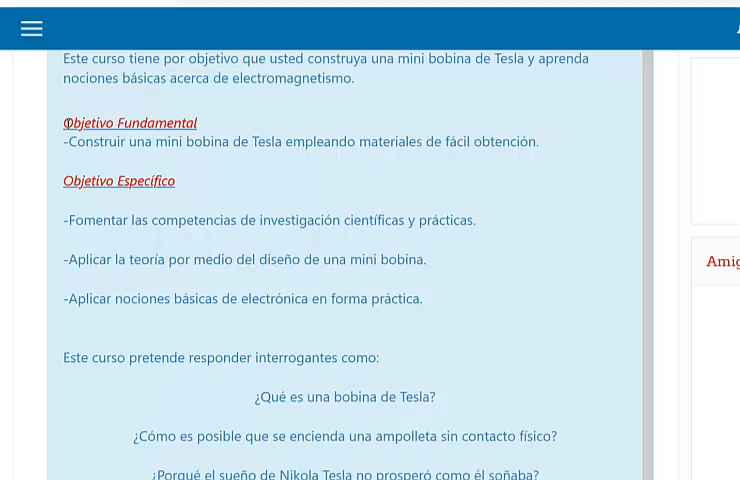 Este curso tiene por objetivo que usted construya una mini bobina de Tesla y aprenda
nociones básicas acerca de electromagnetismo.
Objetivo Fundamental
-Construir una mini bobina de Tesla empleando materiales de fácil obtención.
Objetivo Específico
-Fomentar las competencias de investigación científicas y prácticas.
-Aplicar la teoría por medio del diseño de una mini bobina.
-Aplicar nociones básicas de electrónica en forma práctica.
Este curso pretende responder interrogantes como:
¿Qué es una bobina de Tesla?
¿Cómo es posible que se encienda una ampolleta sin contacto físico?
¿Porqué el sueño de Nikola Tesla no prosperó como él soñaba?